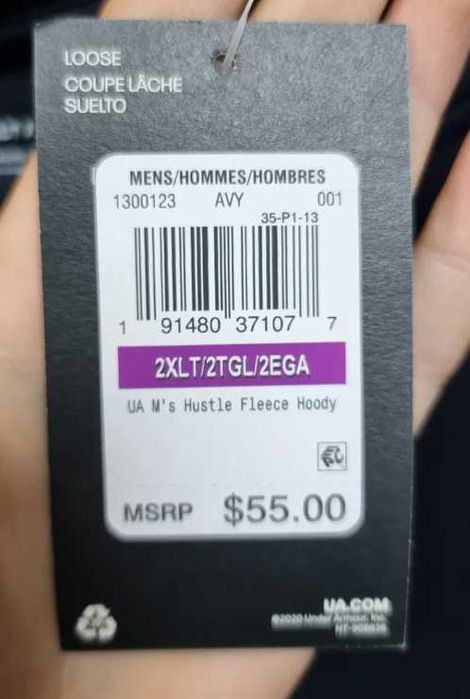 LOOSE
COUPE LÂCHE
SUELTO
MENS/HOMMES/HOMBRES
1300123 AVY 001
35-P1-13
1 91480 37107 7
2XLT/2TGL/2EGA
UA M's Hustle Fleece Hoody
MSRP $55.00
UA.COM
©2020 Under Armour, Inc.